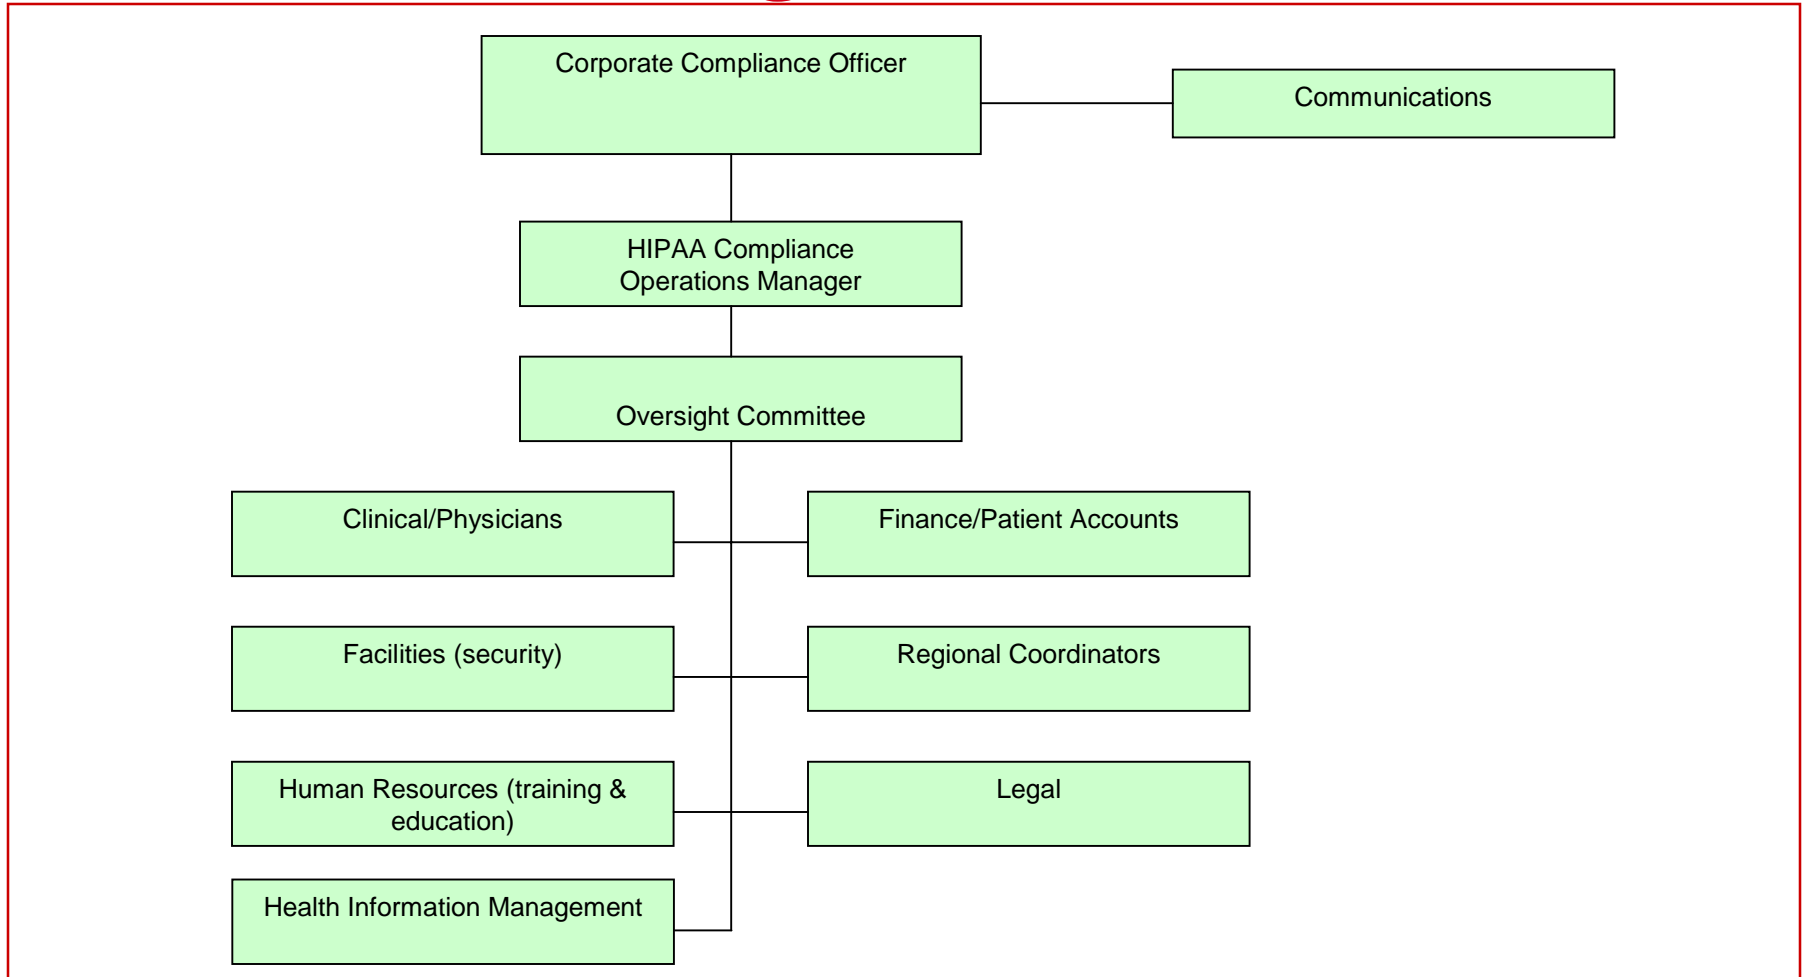 Corporate Compliance Officer
Communications
HIPAA Compliance
Operations Manager
Oversight Committee
Clinical/Physicians
Finance/Patient Accounts
Facilities (security)
Regional Coordinators
Human Resources (training &
education)
Legal
Health Information Management